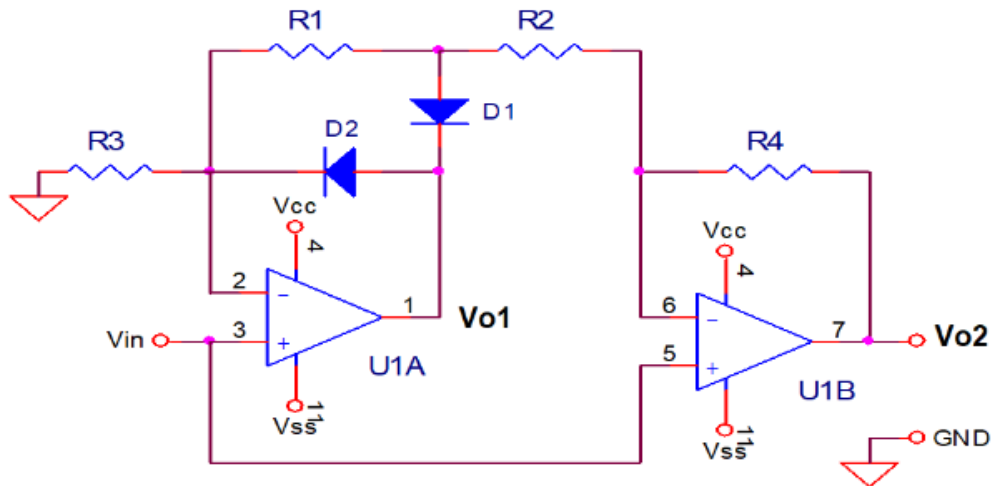 R1
R2
D1
R3
D2
R4
Vcc
4
Vcc
4
2
-
1
Vo1
6
-
7
Vo2
Vin
3
+
5
+
U1A
U1B
11
Vss
11
Vss
GND